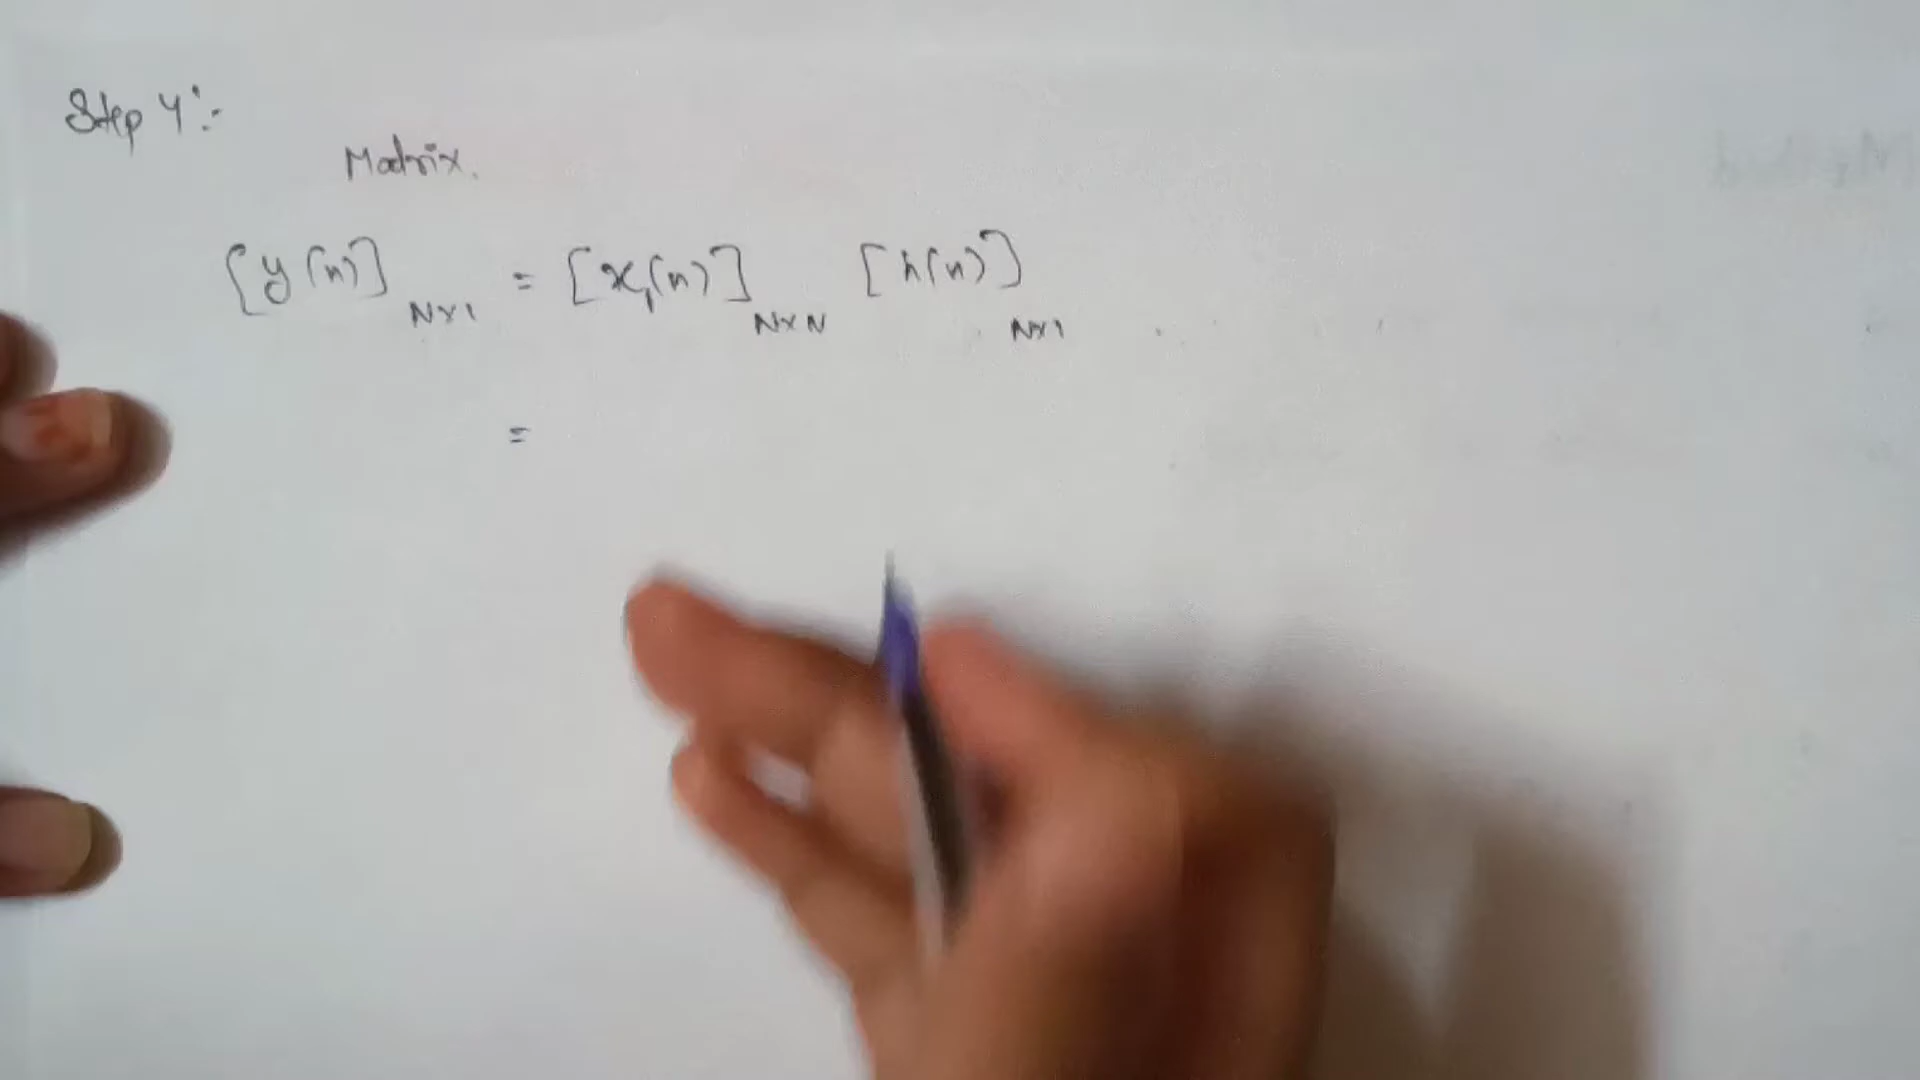 Step 4:-
Matrix.
[y(n)]N×1 = [x1(n)]N×N [h(n)]N×1
=